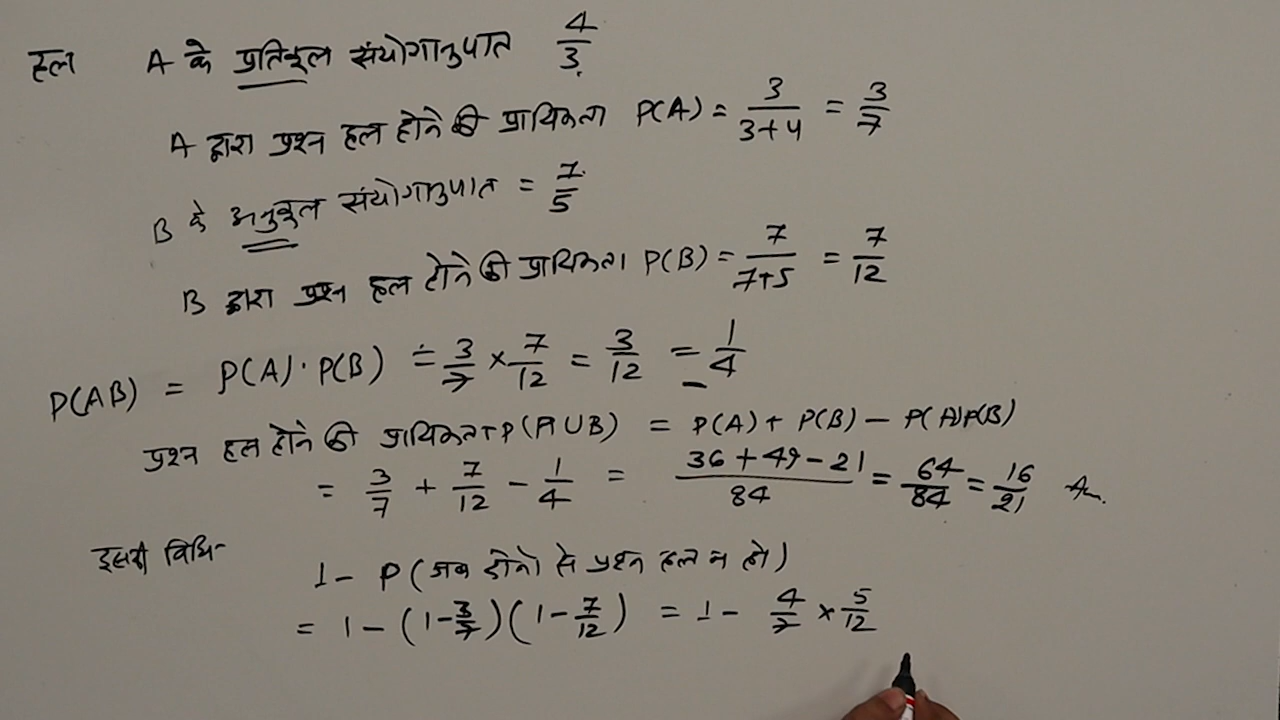 हल A के प्रतिकूल संयोगानुपात 4/3
A द्वारा प्रश्न हल होने की प्रायिकता P(A) = 3/(3+4) = 3/7
B के अनुकूल संयोगानुपात = 7/5
B द्वारा प्रश्न हल होने की प्रायिकता P(B) = 7/(7+5) = 7/12
P(AB) = P(A)·P(B) = 3/7 × 7/12 = 3/12 = 1/4
प्रश्न हल होने की प्रायिकता P(A∪B) = P(A) + P(B) − P(A)P(B)
= 3/7 + 7/12 − 1/4 = (36 + 49 − 21)/84 = 64/84 = 16/21 An.
विधि-
1 − P(जब दोनों से प्रश्न हल न हो)
= 1 − (1 − 3/7)(1 − 7/12) = 1 − 4/7 × 5/12